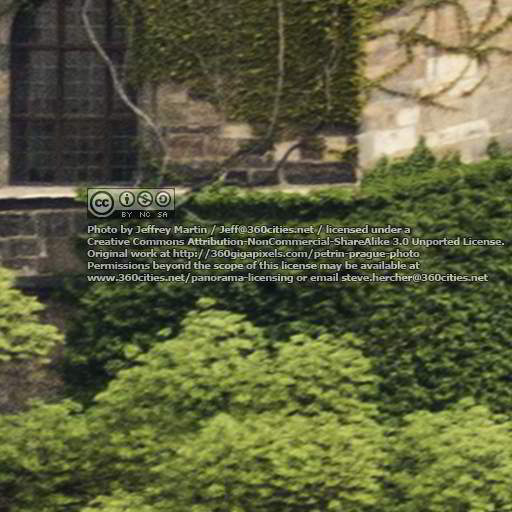 cc BY NC SA
Photo by Jeffrey Martin / Jeff@360cities.net / licensed under a
Creative Commons Attribution-NonCommercial-ShareAlike 3.0 Unported License.
Original work at http://360gigapixels.com/petrin-prague-photo
Permissions beyond the scope of this license may be available at
www.360cities.net/panorama-licensing or email steve.hercher@360cities.net